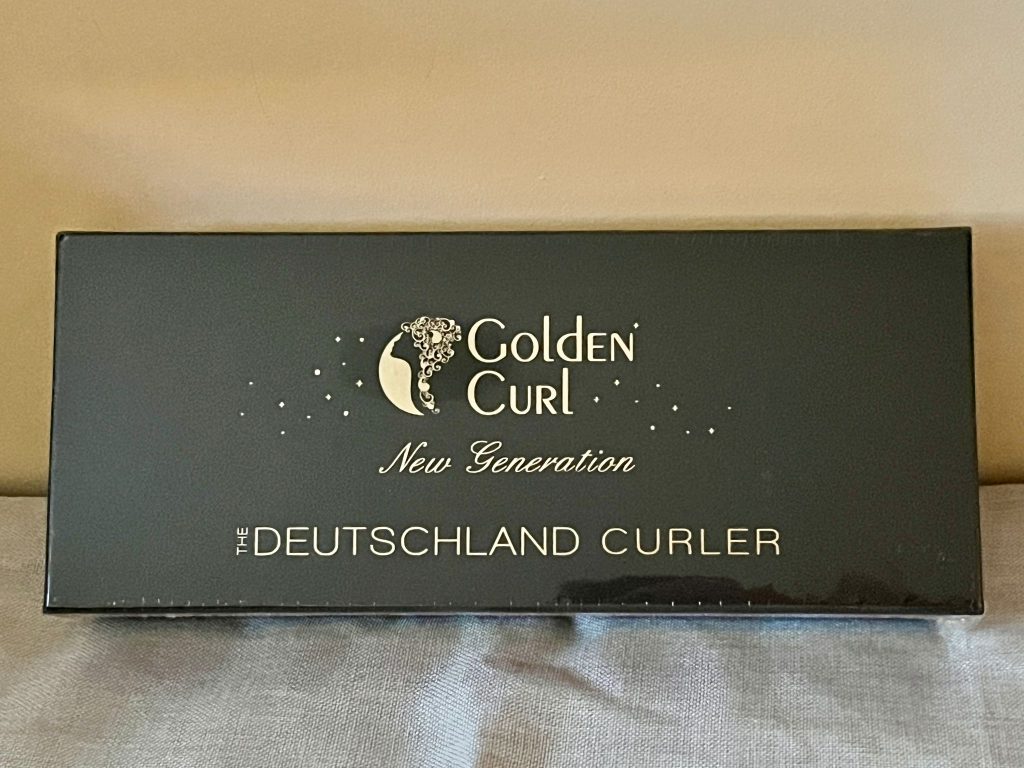 GoldEN
CURl
New Generation
THE DEUTSCHLAND CURLER